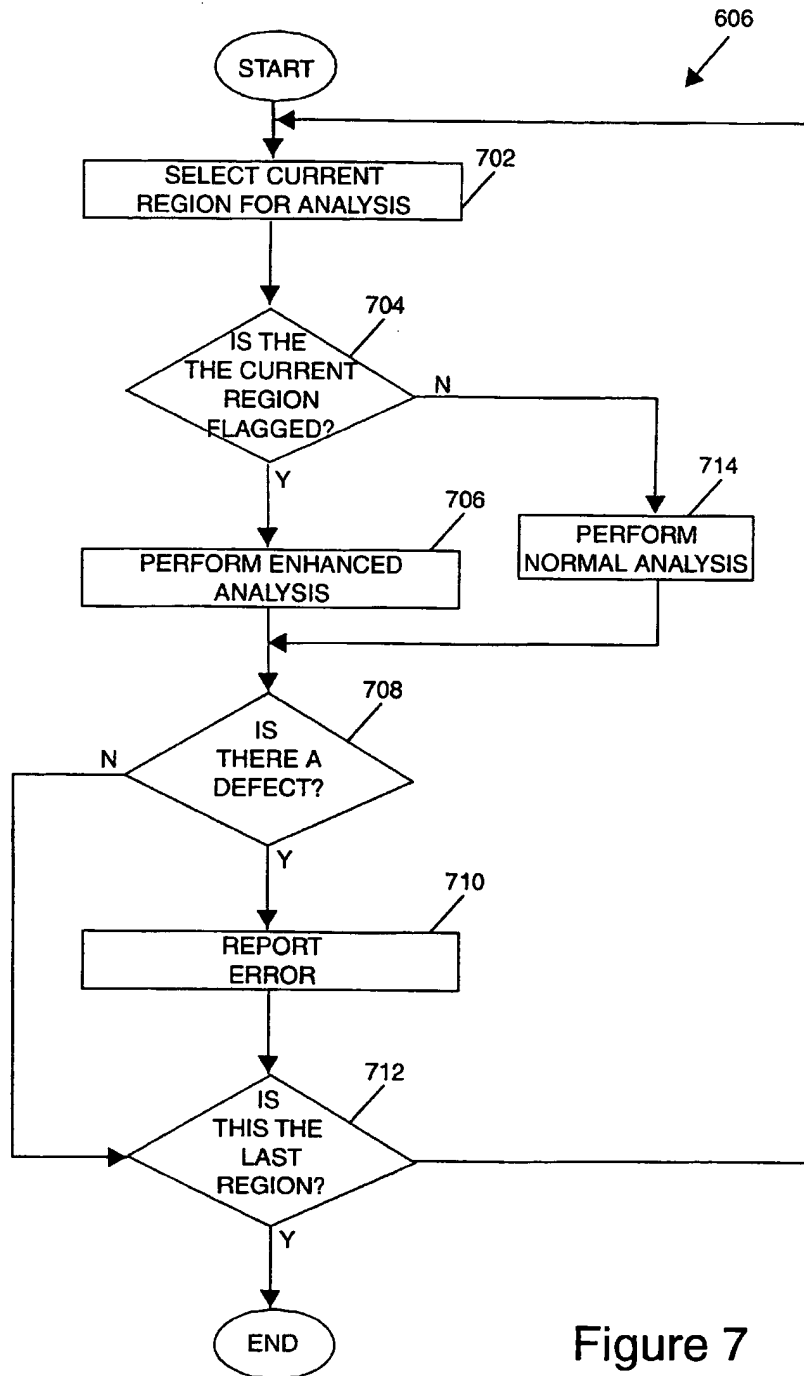 606
START
702
SELECT CURRENT
REGION FOR ANALYSIS
704
IS THE
THE CURRENT
REGION
FLAGGED?
N
Y
706
PERFORM ENHANCED
ANALYSIS
714
PERFORM
NORMAL ANALYSIS
708
IS
THERE A
DEFECT?
N
Y
710
REPORT
ERROR
712
IS
THIS THE
LAST
REGION?
Y
END
Figure 7